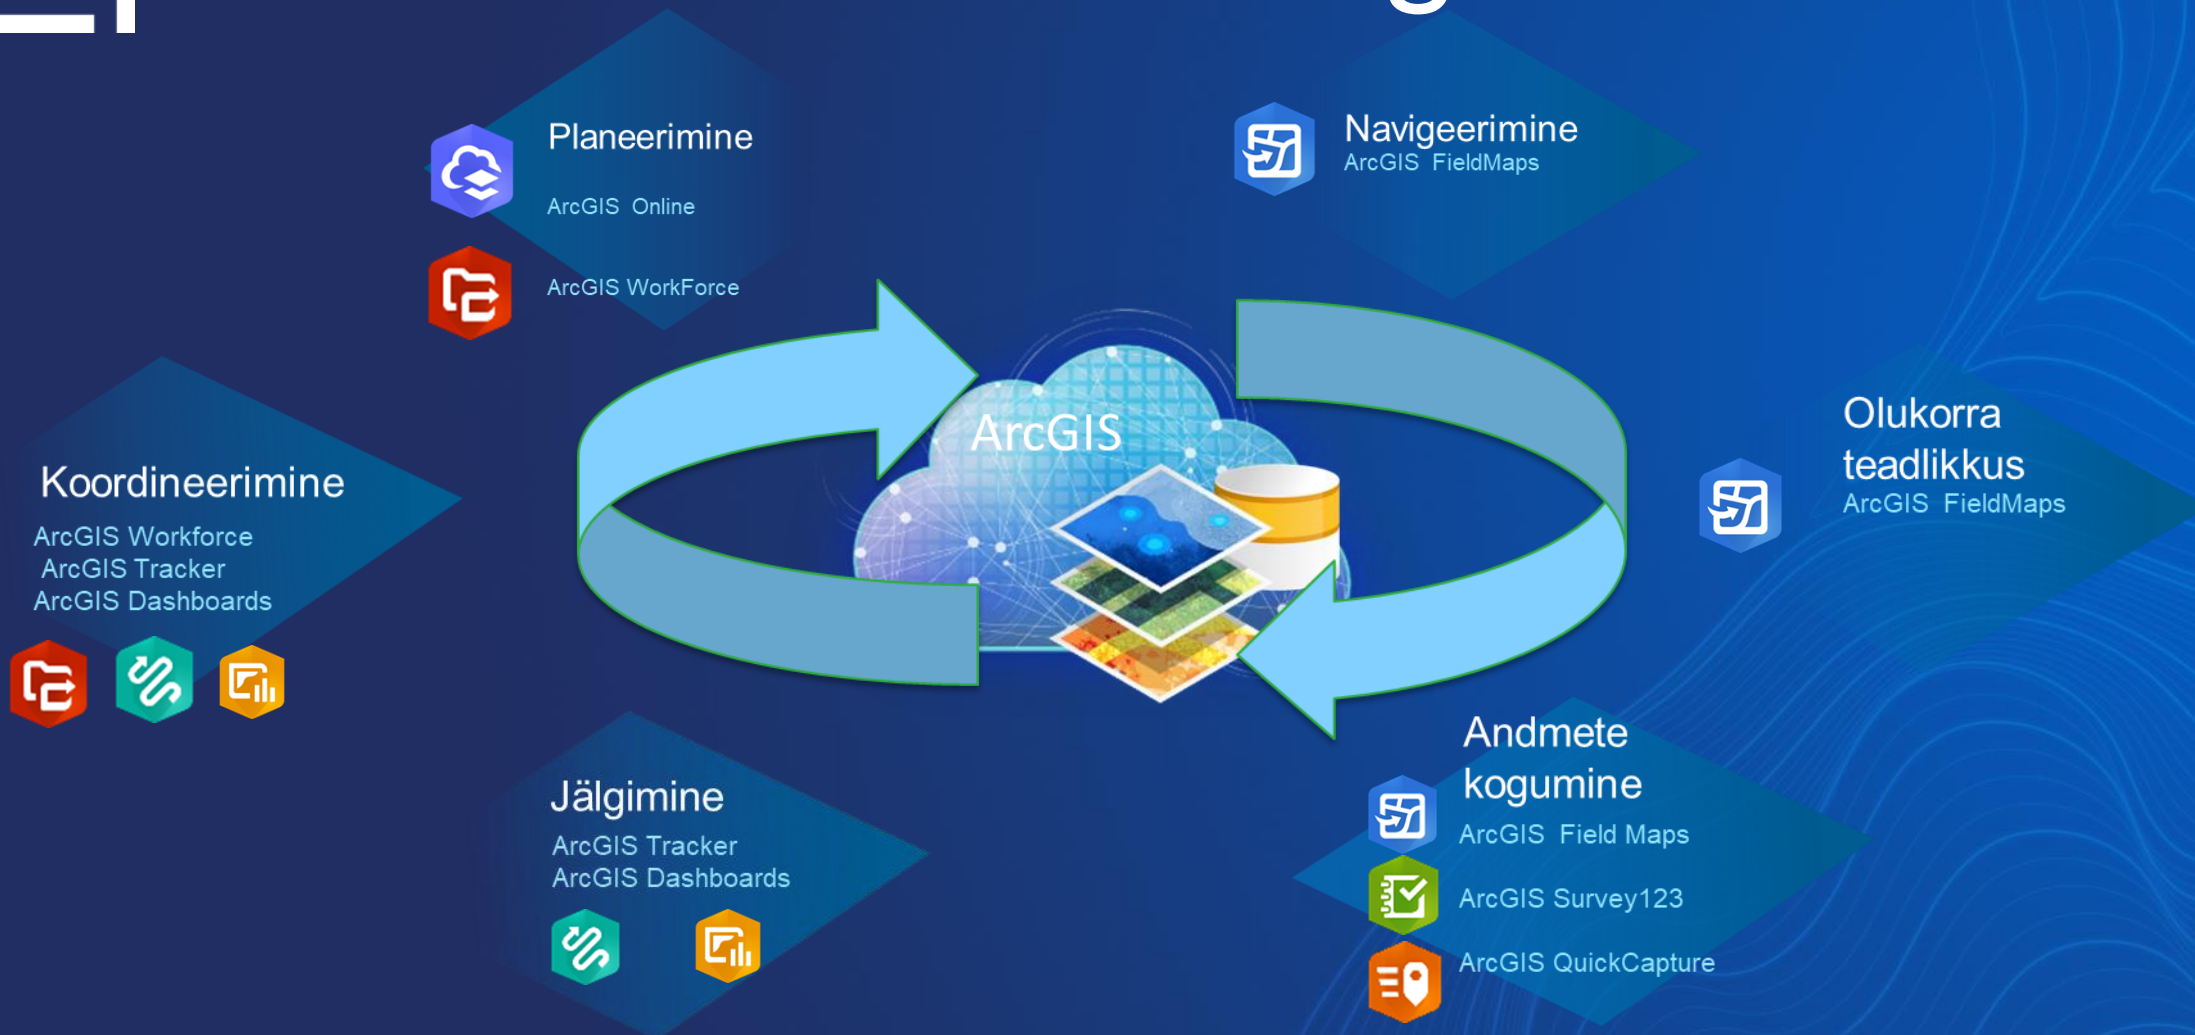 Planeerimine
ArcGIS Online
ArcGIS WorkForce
Navigeerimine
ArcGIS FieldMaps
Olukorra
teadlikkus
ArcGIS FieldMaps
Andmete
kogumine
ArcGIS Field Maps
ArcGIS Survey123
ArcGIS QuickCapture
Jälgimine
ArcGIS Tracker
ArcGIS Dashboards
Koordineerimine
ArcGIS Workforce
ArcGIS Tracker
ArcGIS Dashboards
ArcGIS